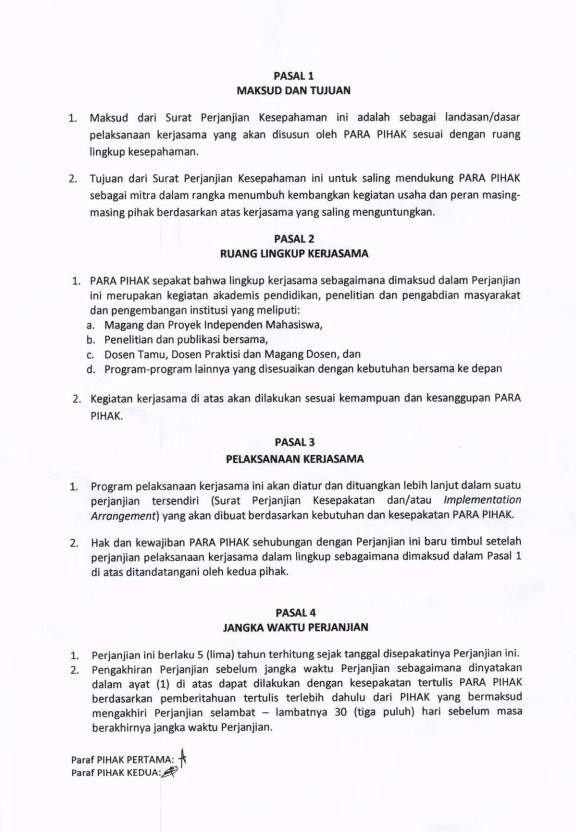 PASAL 1
MAKSUD DAN TUJUAN
1. Maksud dari Surat Perjanjian Kesepahaman ini adalah sebagai landasan/dasar
pelaksanaan kerjasama yang akan disusun oleh PARA PIHAK sesuai dengan ruang
lingkup kesepahaman.
2. Tujuan dari Surat Perjanjian Kesepahaman ini untuk saling mendukung PARA PIHAK
sebagai mitra dalam rangka menumbuh kembangkan kegiatan usaha dan peran masing-
masing pihak berdasarkan atas kerjasama yang saling menguntungkan.
PASAL 2
RUANG LINGKUP KERJASAMA
1. PARA PIHAK sepakat bahwa lingkup kerjasama sebagaimana dimaksud dalam Perjanjian
ini merupakan kegiatan akademis pendidikan, penelitian dan pengabdian masyarakat
dan pengembangan institusi yang meliputi:
a. Magang dan Proyek Independen Mahasiswa,
b. Penelitian dan publikasi bersama,
c. Dosen Tamu, Dosen Praktisi dan Magang Dosen, dan
d. Program-program lainnya yang disesuaikan dengan kebutuhan bersama ke depan
2. Kegiatan kerjasama di atas akan dilakukan sesuai kemampuan dan kesanggupan PARA
PIHAK.
PASAL 3
PELAKSANAAN KERJASAMA
1. Program pelaksanaan kerjasama ini akan diatur dan dituangkan lebih lanjut dalam suatu
perjanjian tersendiri (Surat Perjanjian Kesepakatan dan/atau Implementation
Arrangement) yang akan dibuat berdasarkan kebutuhan dan kesepakatan PARA PIHAK.
2. Hak dan kewajiban PARA PIHAK sehubungan dengan Perjanjian ini baru timbul setelah
perjanjian pelaksanaan kerjasama dalam lingkup sebagaimana dimaksud dalam Pasal 1
di atas ditandatangani oleh kedua pihak.
PASAL 4
JANGKA WAKTU PERJANJIAN
1. Perjanjian ini berlaku 5 (lima) tahun terhitung sejak tanggal disepakatinya Perjanjian ini.
2. Pengakhiran Perjanjian sebelum jangka waktu Perjanjian sebagaimana dinyatakan
dalam ayat (1) di atas dapat dilakukan dengan kesepakatan tertulis PARA PIHAK
berdasarkan pemberitahuan tertulis terlebih dahulu dari PIHAK yang bermaksud
mengakhiri Perjanjian selambat – lambatnya 30 (tiga puluh) hari sebelum masa
berakhirnya jangka waktu Perjanjian.
Paraf PIHAK PERTAMA:
Paraf PIHAK KEDUA: